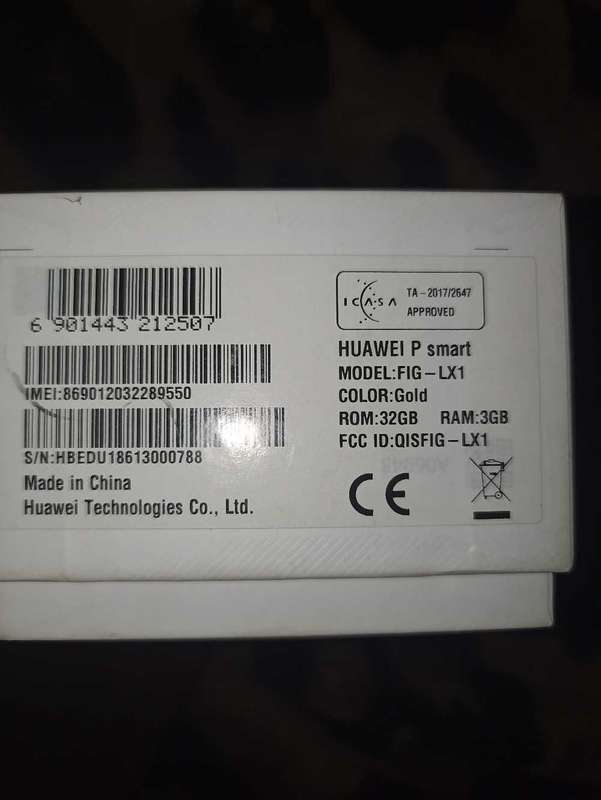 6 901443 212507
IMEI:869012032289550
S/N:HBEDU18613000788
Made in China
Huawei Technologies Co., Ltd.
ICASA
TA-2017/2647
APPROVED
HUAWEI P smart
MODEL:FIG-LX1
COLOR:Gold
ROM:32GB RAM:3GB
FCC ID:QISFIG-LX1
CE